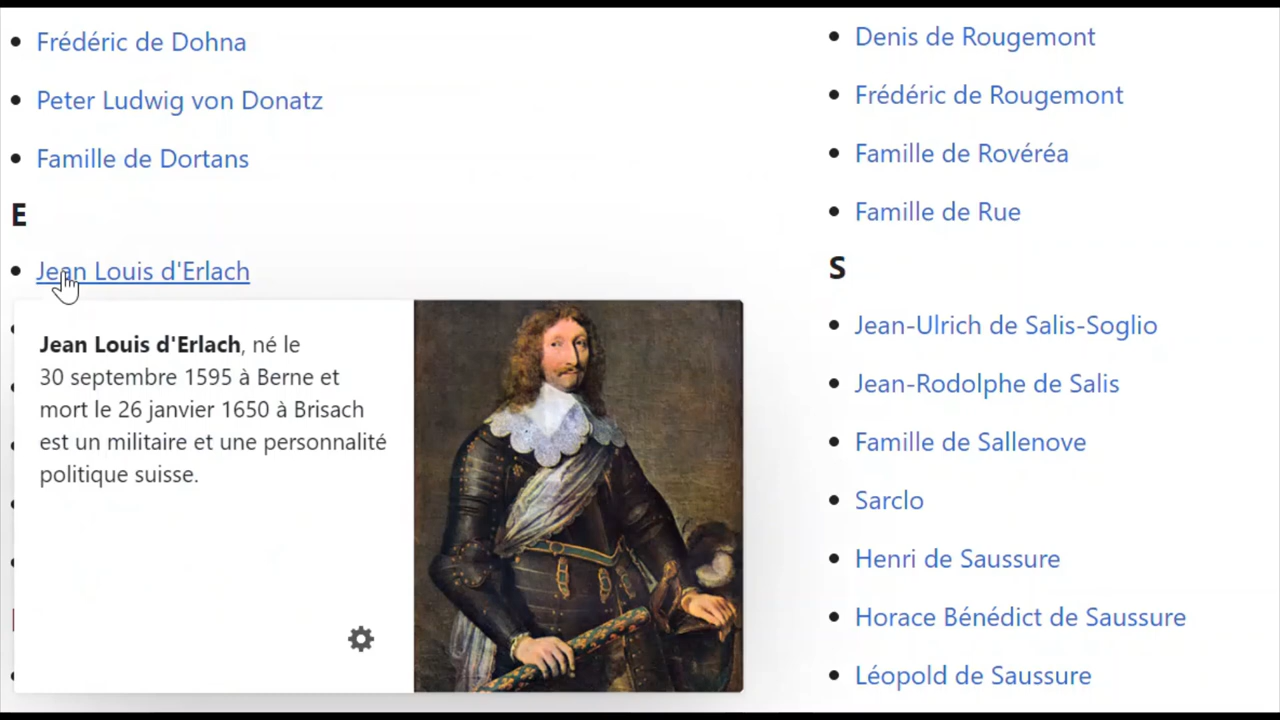 Frédéric de Dohna
Peter Ludwig von Donatz
Famille de Dortans
E
Jean Louis d'Erlach
Jean Louis d'Erlach, né le
30 septembre 1595 à Berne et
mort le 26 janvier 1650 à Brisach
est un militaire et une personnalité
politique suisse.
Denis de Rougemont
Frédéric de Rougemont
Famille de Rovéréa
Famille de Rue
S
Jean-Ulrich de Salis-Soglio
Jean-Rodolphe de Salis
Famille de Sallenove
Sarclo
Henri de Saussure
Horace Bénédict de Saussure
Léopold de Saussure